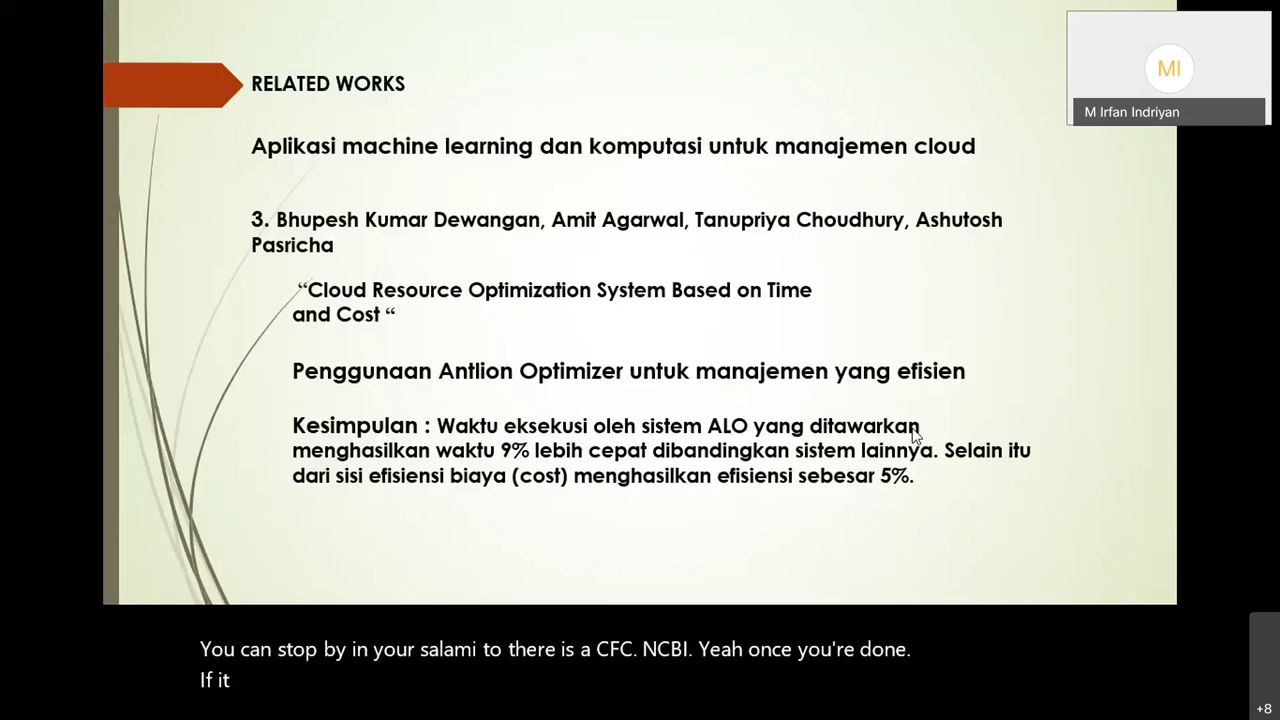 RELATED WORKS
MI
M Irfan Indriyan
Aplikasi machine learning dan komputasi untuk manajemen cloud
3. Bhupesh Kumar Dewangan, Amit Agarwal, Tanupriya Choudhury, Ashutosh
Pasricha
“Cloud Resource Optimization System Based on Time
and Cost “
Penggunaan Antlion Optimizer untuk manajemen yang efisien
Kesimpulan : Waktu eksekusi oleh sistem ALO yang ditawarkan
menghasilkan waktu 9% lebih cepat dibandingkan sistem lainnya. Selain itu
dari sisi efisiensi biaya (cost) menghasilkan efisiensi sebesar 5%.
You can stop by in your salami to there is a CFC. NCBI. Yeah once you're done.
If it
+8